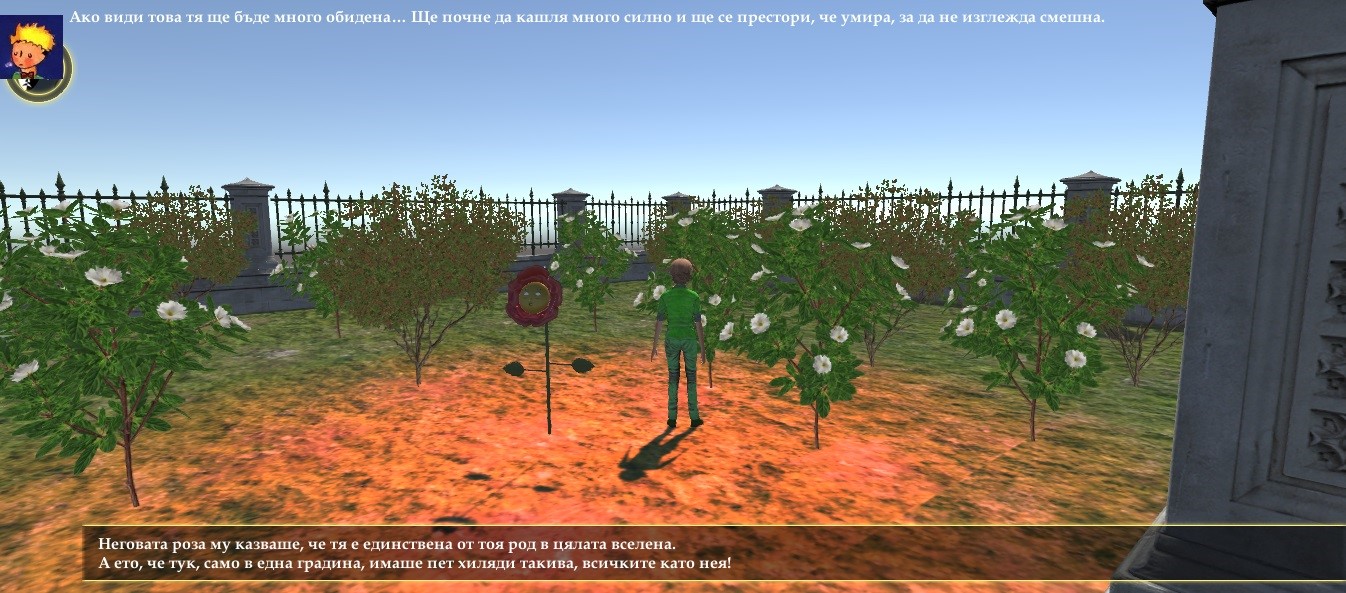 Ако види това тя ще бъде много обидена… Ще почне да кашля много силно и ще се престори, че умира, за да не изглежда смешна.
Неговата роза му казваше, че тя е единствена от тоя род в цялата вселена.
А ето, че тук, само в една градина, имаше пет хиляди такива, всичките като нея!